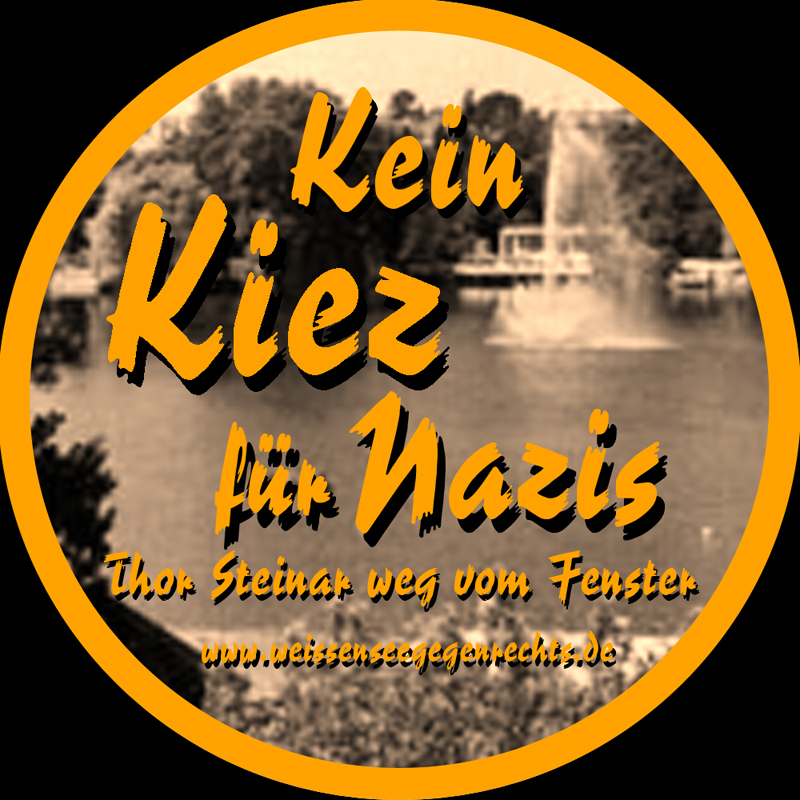 Kein
Kiez
für Nazis
Thor Steinar weg vom Fenster
www.weissenseegegenrechts.de